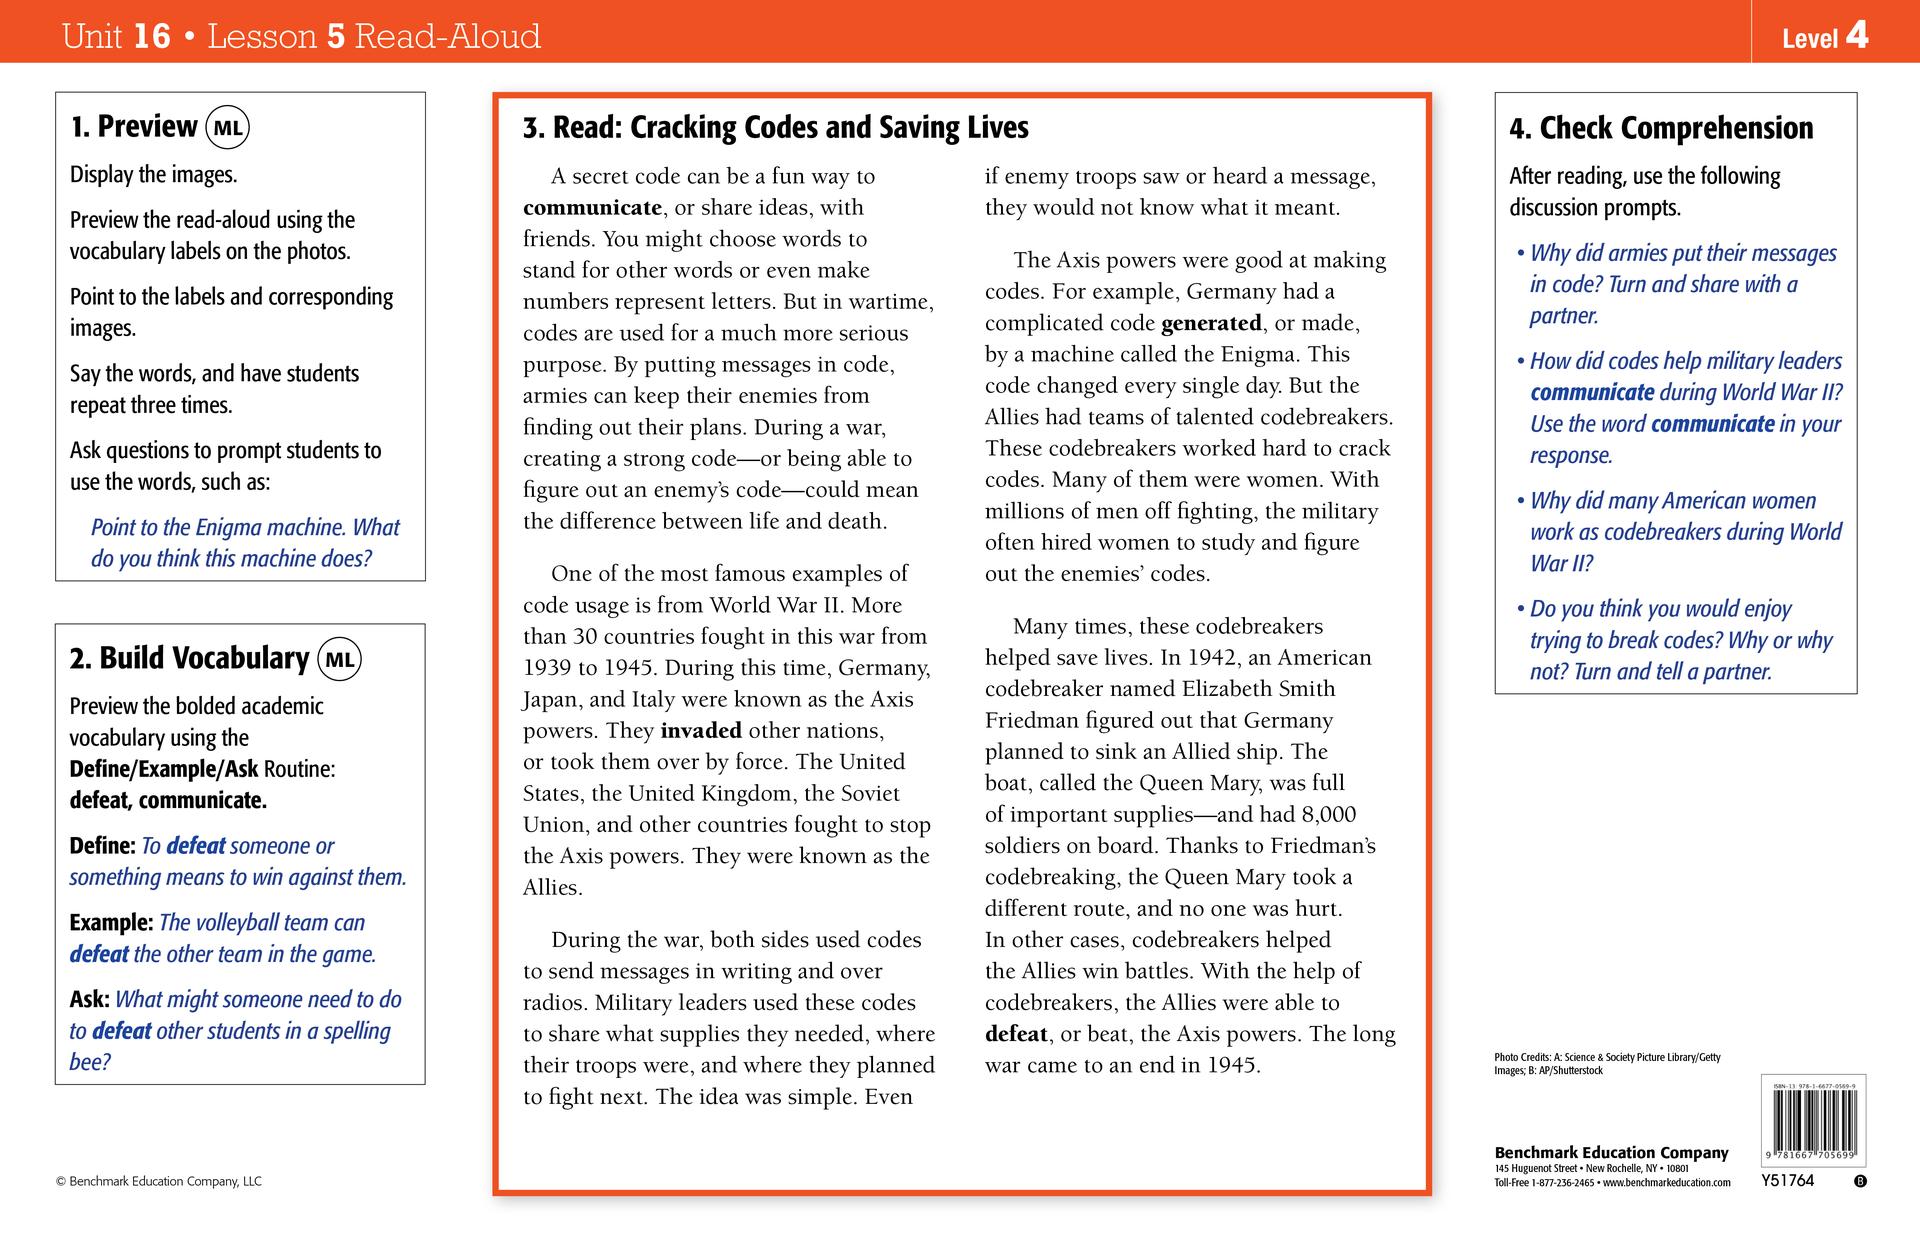 Unit 16 • Lesson 5 Read-Aloud
Level 4
1. Preview ML
Display the images.
Preview the read-aloud using the
vocabulary labels on the photos.
Point to the labels and corresponding
images.
Say the words, and have students
repeat three times.
Ask questions to prompt students to
use the words, such as:
Point to the Enigma machine. What
do you think this machine does?
2. Build Vocabulary ML
Preview the bolded academic
vocabulary using the
Define/Example/Ask Routine:
defeat, communicate.
Define: To defeat someone or
something means to win against them.
Example: The volleyball team can
defeat the other team in the game.
Ask: What might someone need to do
to defeat other students in a spelling
bee?
© Benchmark Education Company, LLC
3. Read: Cracking Codes and Saving Lives
A secret code can be a fun way to
communicate, or share ideas, with
friends. You might choose words to
stand for other words or even make
numbers represent letters. But in wartime,
codes are used for a much more serious
purpose. By putting messages in code,
armies can keep their enemies from
finding out their plans. During a war,
creating a strong code—or being able to
figure out an enemy's code—could mean
the difference between life and death.
One of the most famous examples of
code usage is from World War II. More
than 30 countries fought in this war from
1939 to 1945. During this time, Germany,
Japan, and Italy were known as the Axis
powers. They invaded other nations,
or took them over by force. The United
States, the United Kingdom, the Soviet
Union, and other countries fought to stop
the Axis powers. They were known as the
Allies.
During the war, both sides used codes
to send messages in writing and over
radios. Military leaders used these codes
to share what supplies they needed, where
their troops were, and where they planned
to fight next. The idea was simple. Even
if enemy troops saw or heard a message,
they would not know what it meant.
The Axis powers were good at making
codes. For example, Germany had a
complicated code generated, or made,
by a machine called the Enigma. This
code changed every single day. But the
Allies had teams of talented codebreakers.
These codebreakers worked hard to crack
codes. Many of them were women. With
millions of men off fighting, the military
often hired women to study and figure
out the enemies' codes.
Many times, these codebreakers
helped save lives. In 1942, an American
codebreaker named Elizabeth Smith
Friedman figured out that Germany
planned to sink an Allied ship. The
boat, called the Queen Mary, was full
of important supplies—and had 8,000
soldiers on board. Thanks to Friedman's
codebreaking, the Queen Mary took a
different route, and no one was hurt.
In other cases, codebreakers helped
the Allies win battles. With the help of
codebreakers, the Allies were able to
defeat, or beat, the Axis powers. The long
war came to an end in 1945.
4. Check Comprehension
After reading, use the following
discussion prompts.
• Why did armies put their messages
in code? Turn and share with a
partner.
• How did codes help military leaders
communicate during World War II?
Use the word communicate in your
response.
• Why did many American women
work as codebreakers during World
War II?
• Do you think you would enjoy
trying to break codes? Why or why
not? Turn and tell a partner.
Photo Credits: A: Science & Society Picture Library/Getty
Images; B: AP/Shutterstock
Benchmark Education Company
145 Huguenot Street • New Rochelle, NY • 10801
Toll-Free 1-877-236-2465 • www.benchmarkeducation.com
ISBN-13 978-1-6677-0569-9
9 781667 705699
Y51764
B